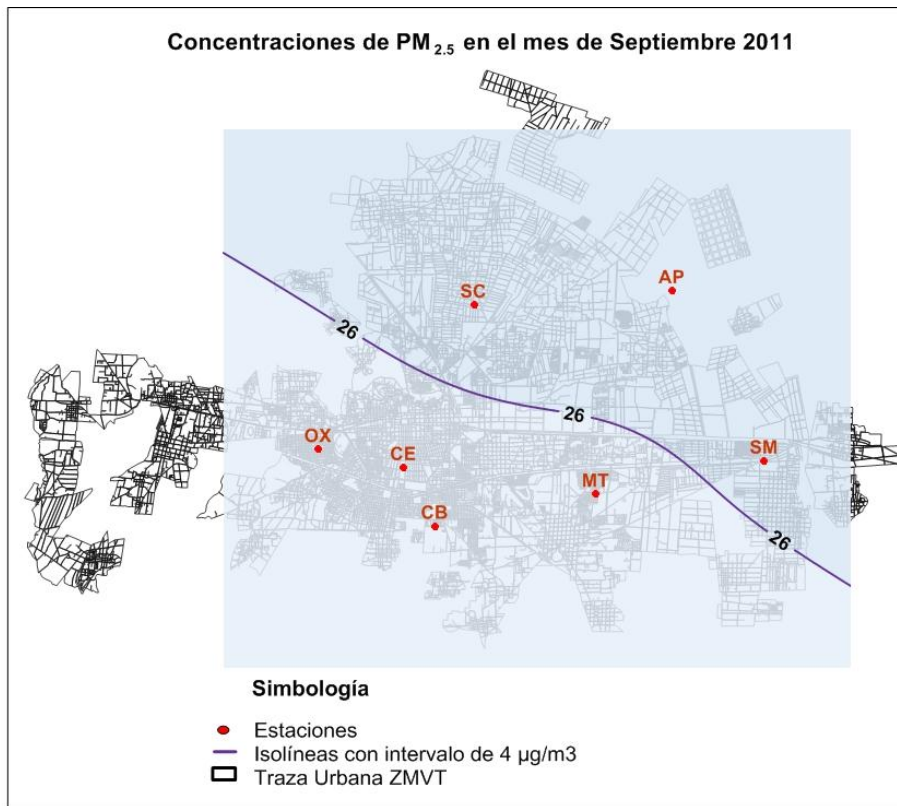 Concentraciones de PM 2.5 en el mes de Septiembre 2011
AP
SC
26
26
OX
CE
SM
MT
CB
26
Simbología
Estaciones
Isolíneas con intervalo de 4 µg/m3
Traza Urbana ZMVT